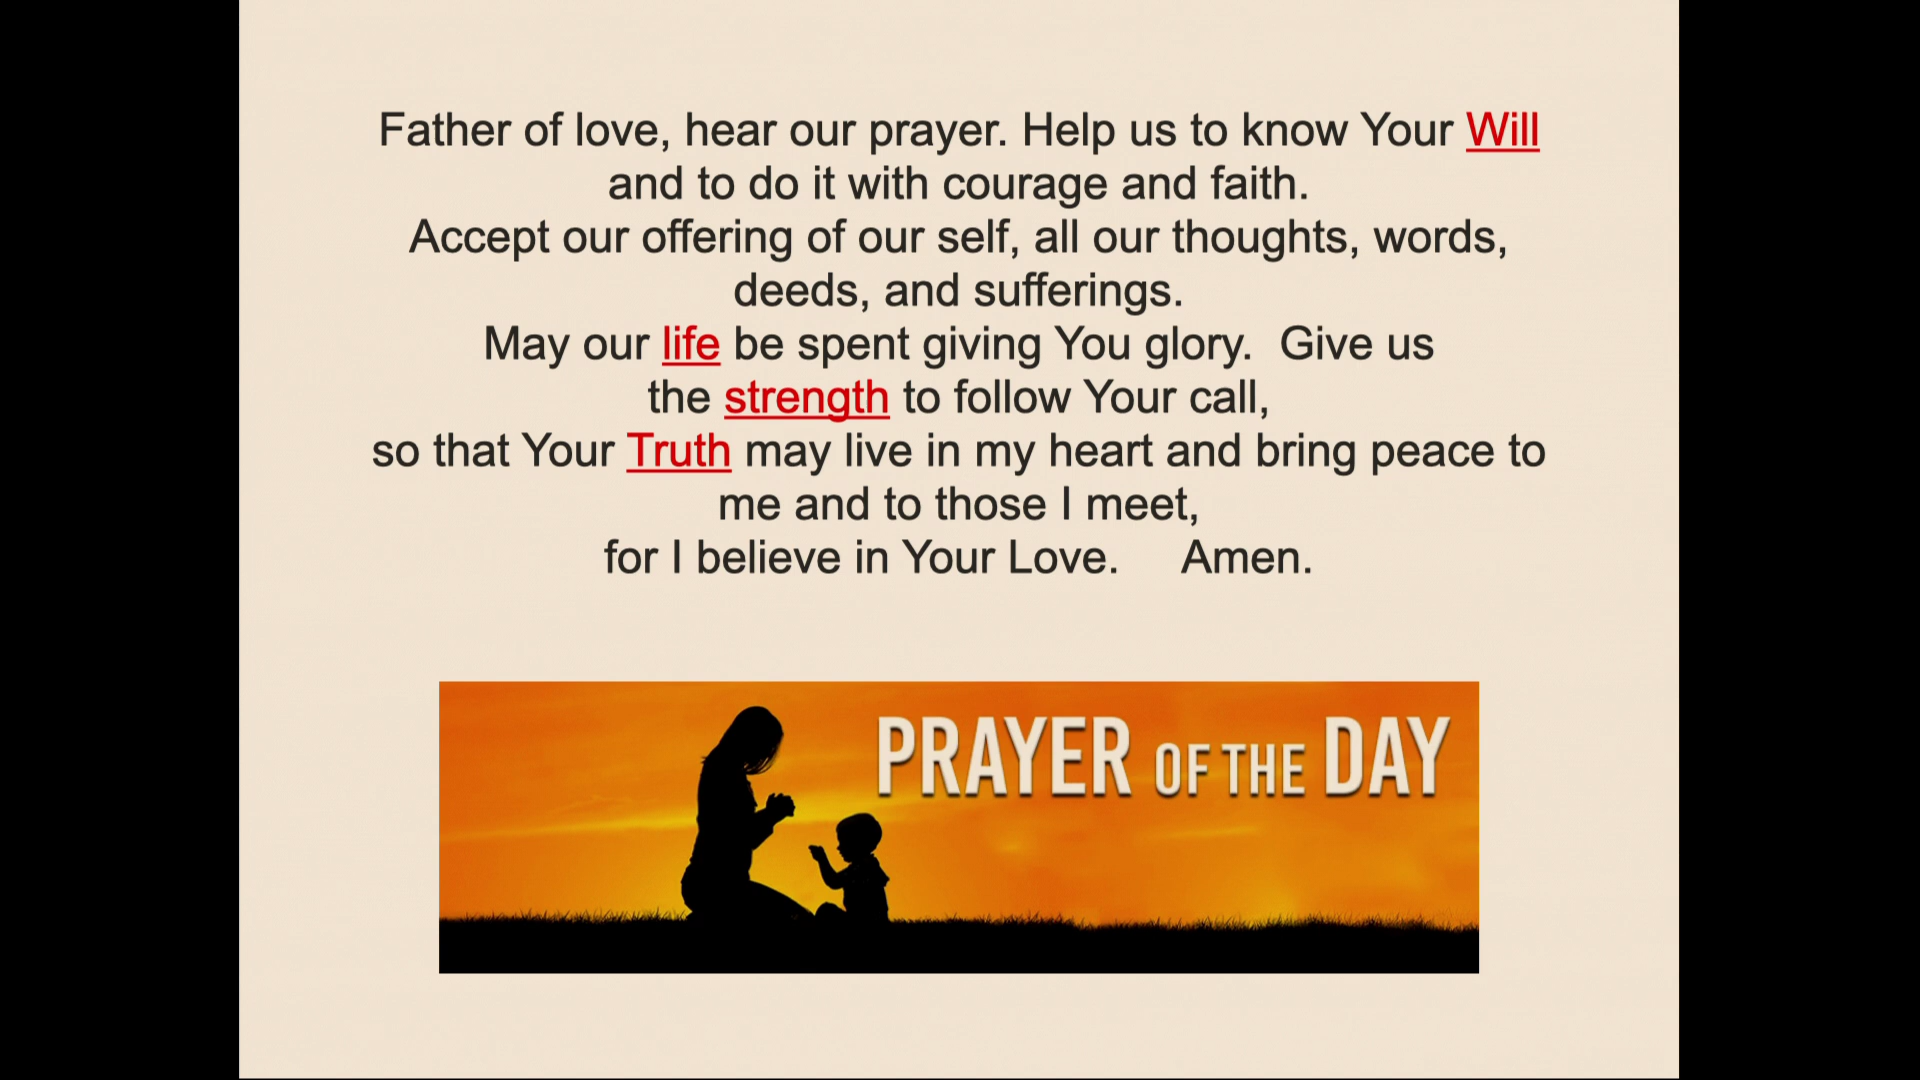 Father of love, hear our prayer. Help us to know Your Will
and to do it with courage and faith.
Accept our offering of our self, all our thoughts, words,
deeds, and sufferings.
May our life be spent giving You glory.  Give us
the strength to follow Your call,
so that Your Truth may live in my heart and bring peace to
me and to those I meet,
for I believe in Your Love.     Amen.
PRAYER OF THE DAY